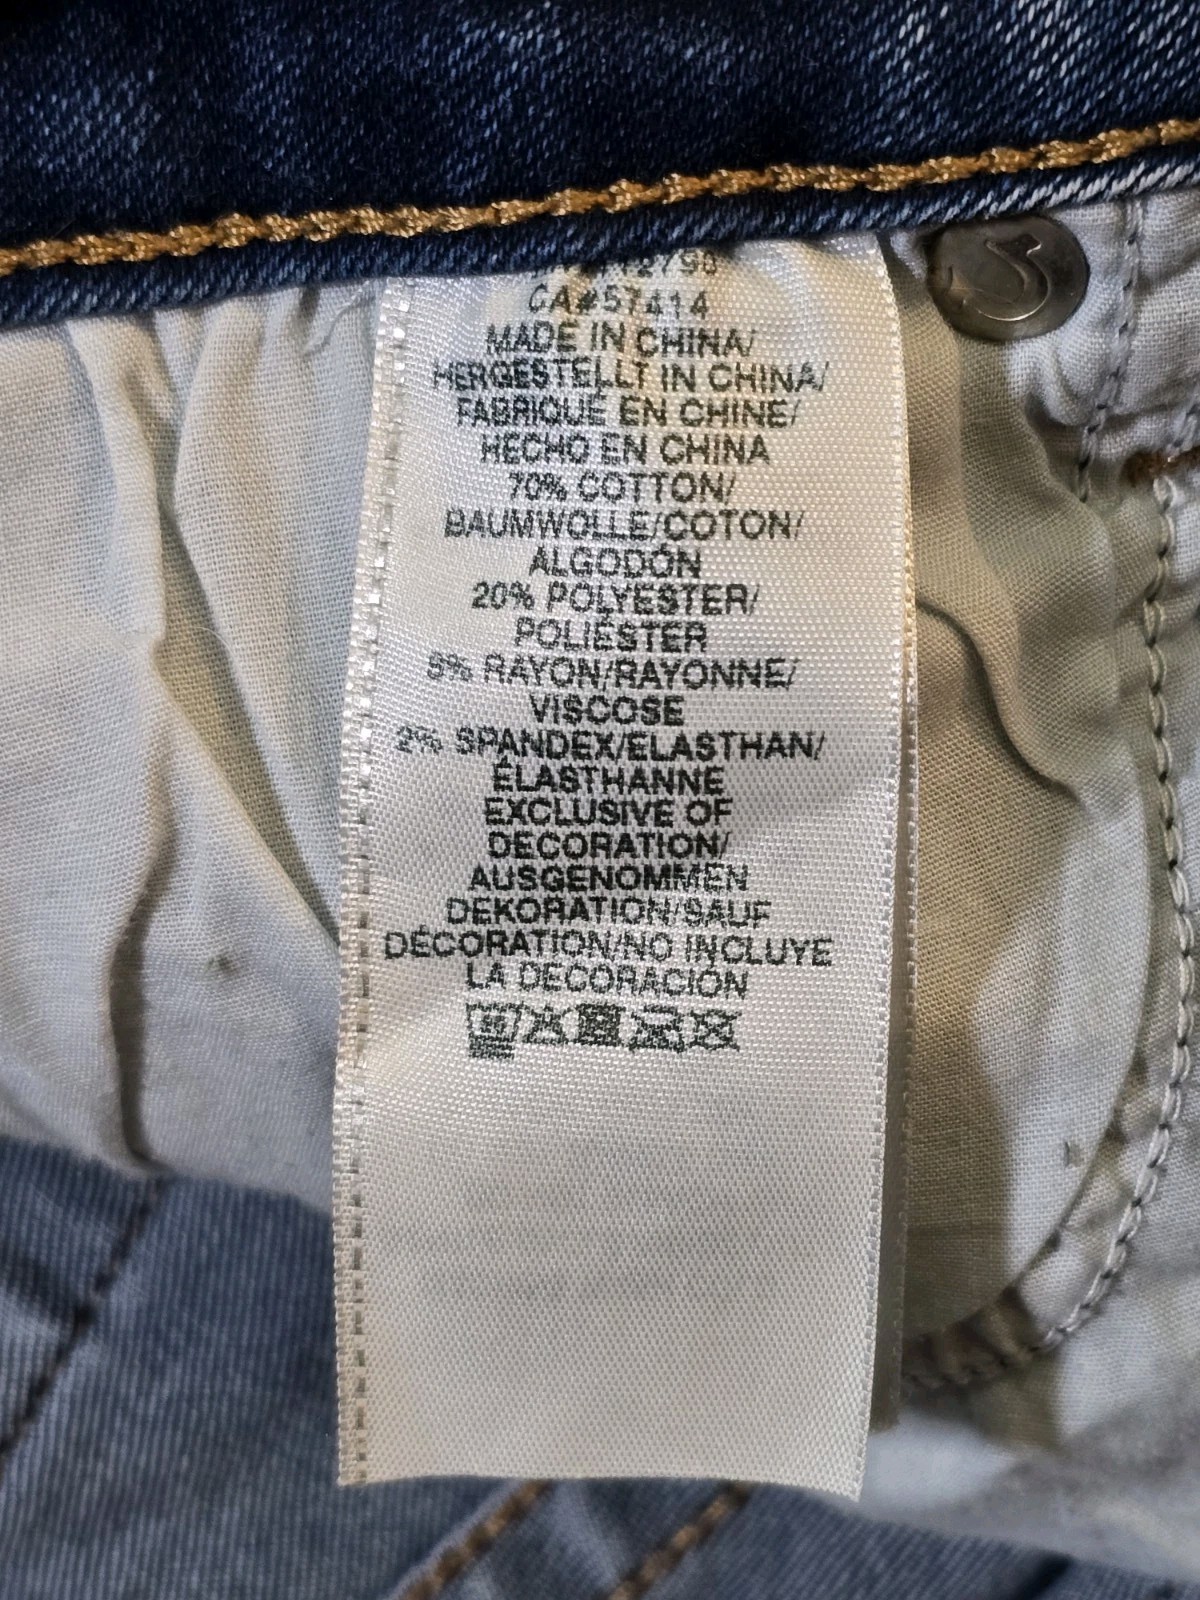 CA#57414
MADE IN CHINA/
HERGESTELLT IN CHINA/
FABRIQUÉ EN CHINE/
HECHO EN CHINA
70% COTTON/
BAUMWOLLE/COTON/
ALGODÓN
20% POLYESTER/
POLIÉSTER
8% RAYON/RAYONNE/
VISCOSE
2% SPANDEX/ELASTHAN/
ÉLASTHANNE
EXCLUSIVE OF
DECORATION/
AUSGENOMMEN
DEKORATION/SAUF
DÉCORATION/NO INCLUYE
LA DECORACIÓN